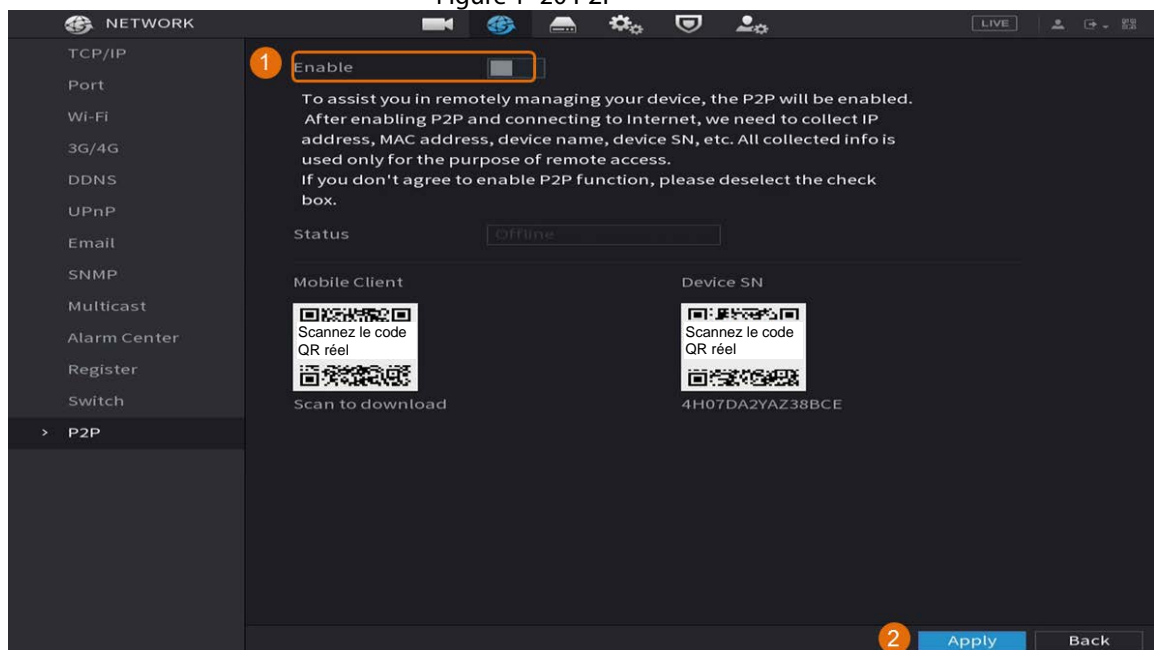 Figure 1-20 P2P
NETWORK
LIVE
TCP/IP
Port
Wi-Fi
3G/4G
DDNS
UPnP
Email
SNMP
Multicast
Alarm Center
Register
Switch
> P2P
1
Enable
To assist you in remotely managing your device, the P2P will be enabled.
After enabling P2P and connecting to Internet, we need to collect IP
address, MAC address, device name, device SN, etc. All collected info is
used only for the purpose of remote access.
If you don't agree to enable P2P function, please deselect the check
box.
Status
Offline
Mobile Client
Scannez le code
QR réel
Scan to download
Device SN
Scannez le code
QR réel
4H07DA2YAZ38BCE
2
Apply
Back